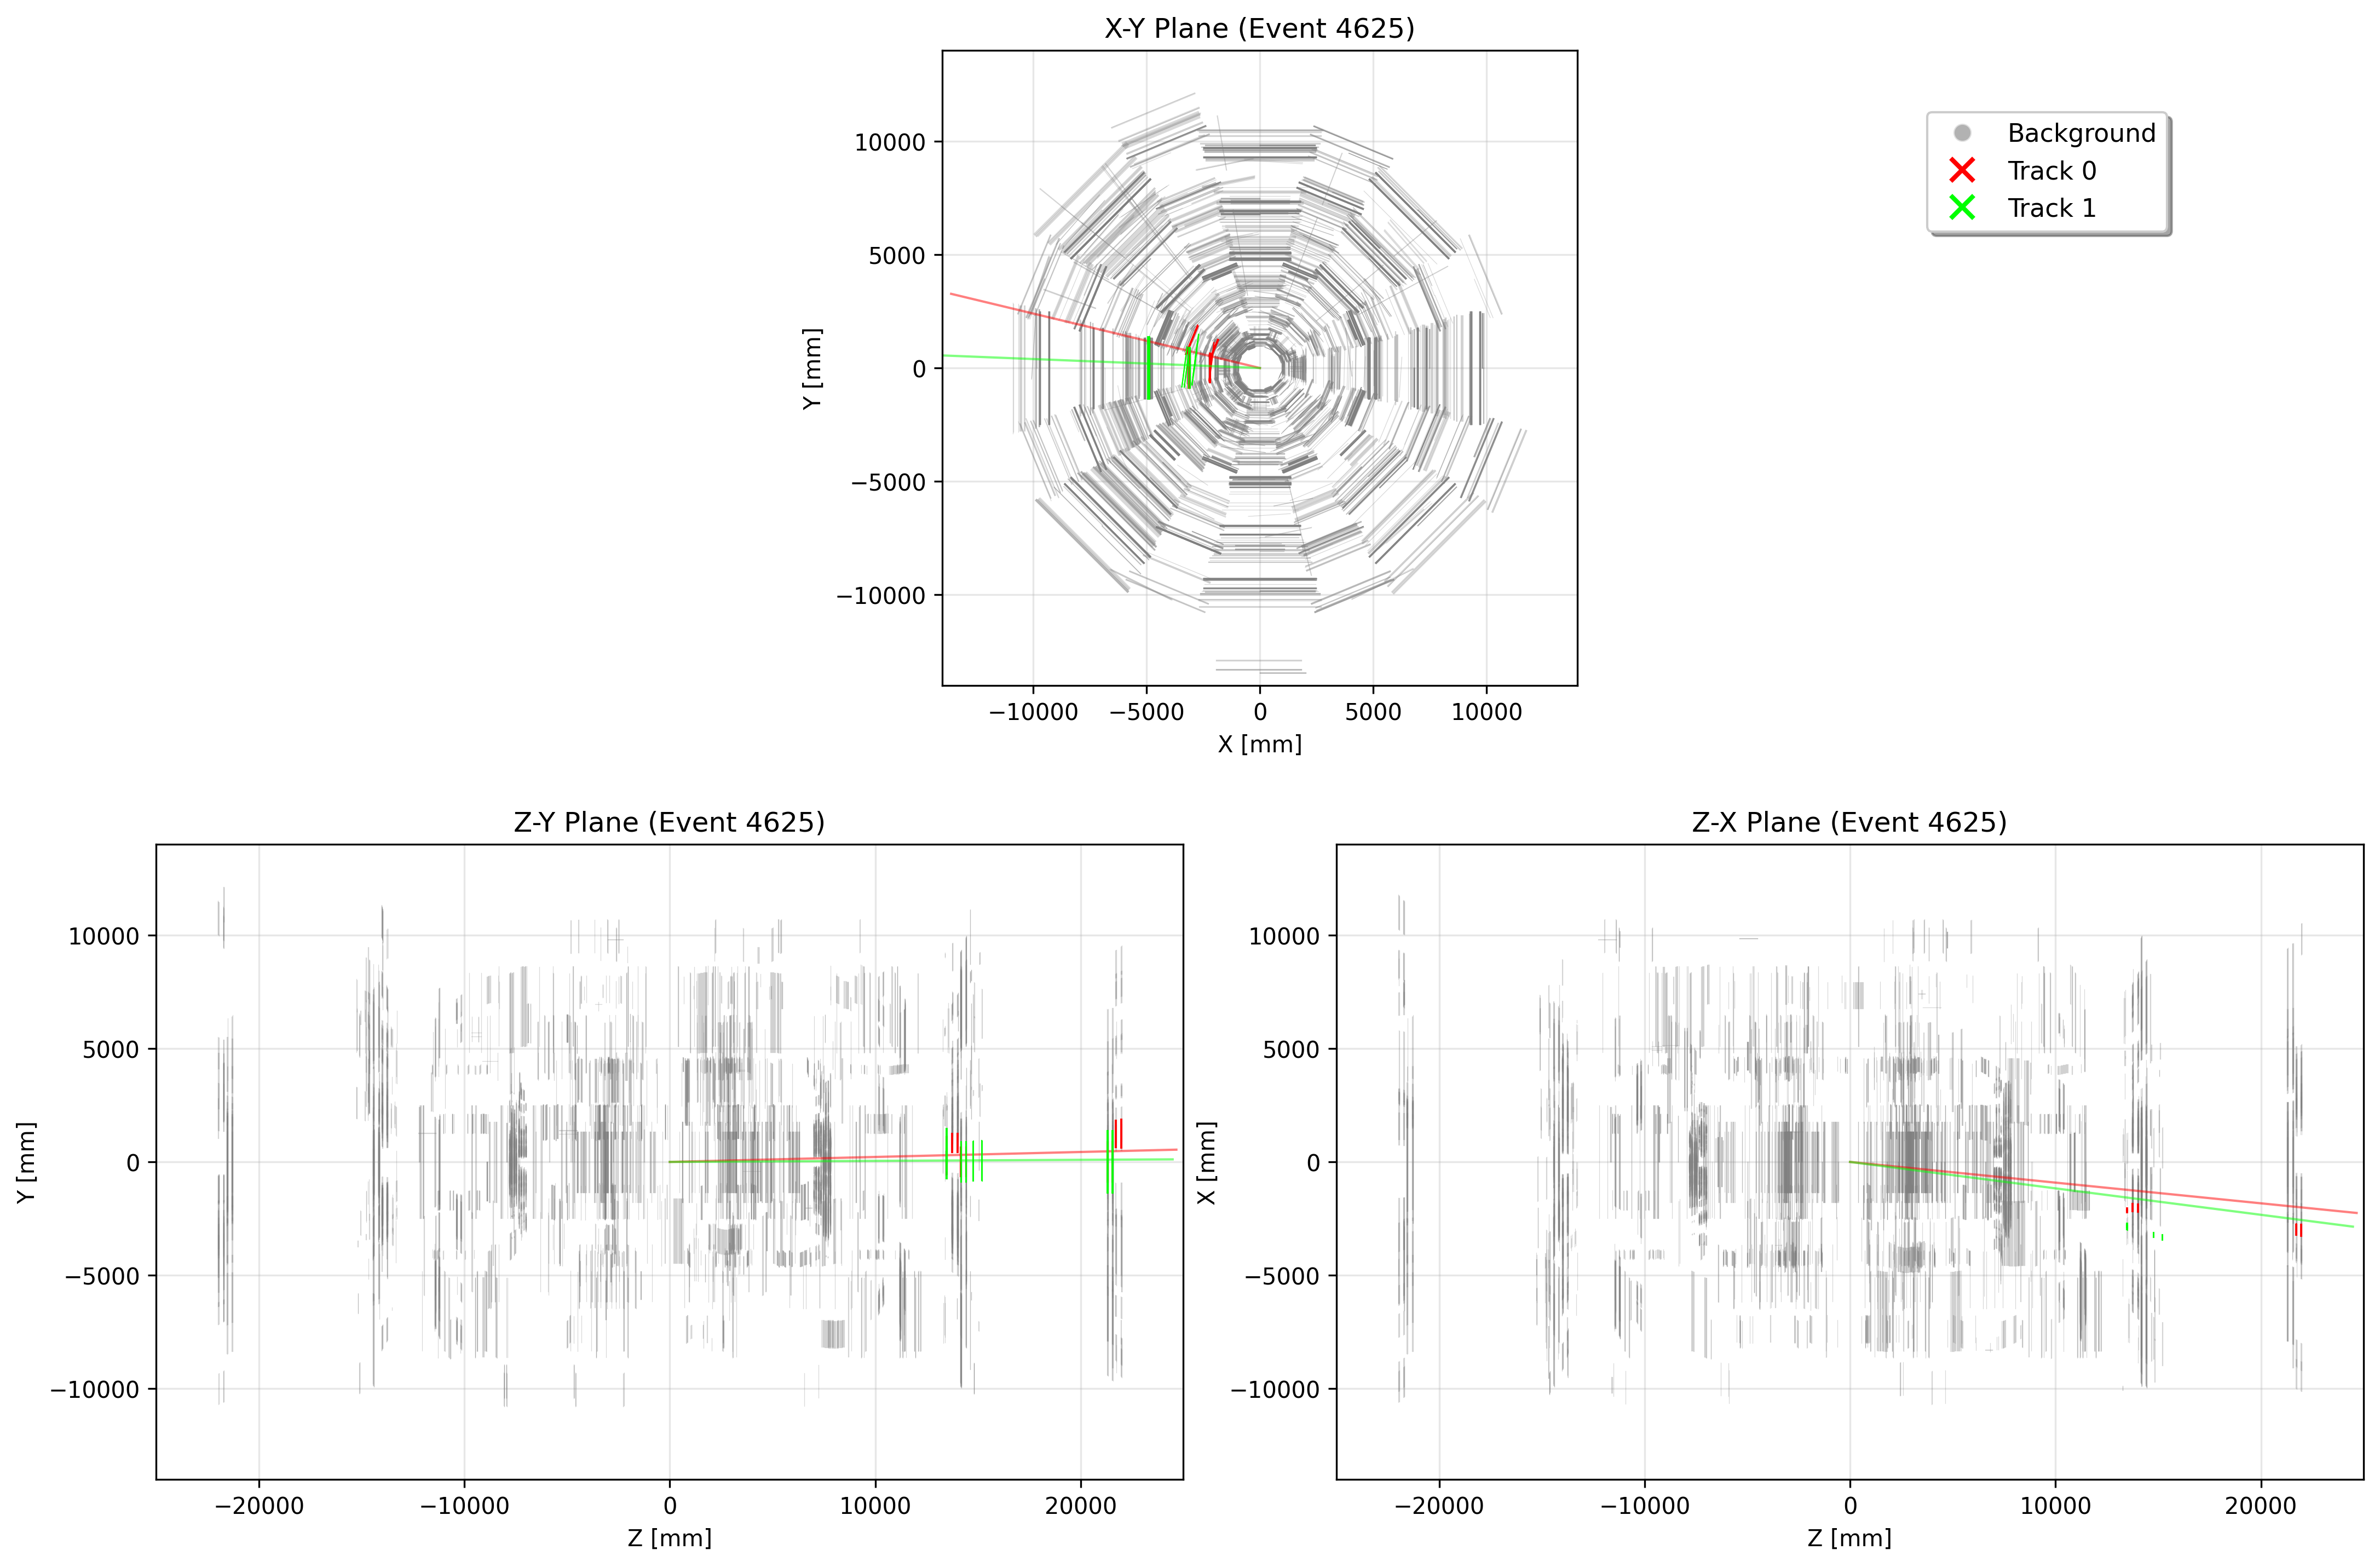 X-Y Plane (Event 4625)
Background
Track 0
Track 1
10000
5000
0
−5000
−10000
Y [mm]
−10000 −5000 0 5000 10000
X [mm]
Z-Y Plane (Event 4625)
10000
5000
0
−5000
−10000
Y [mm]
−20000 −10000 0 10000 20000
Z [mm]
Z-X Plane (Event 4625)
10000
5000
0
−5000
−10000
X [mm]
−20000 −10000 0 10000 20000
Z [mm]